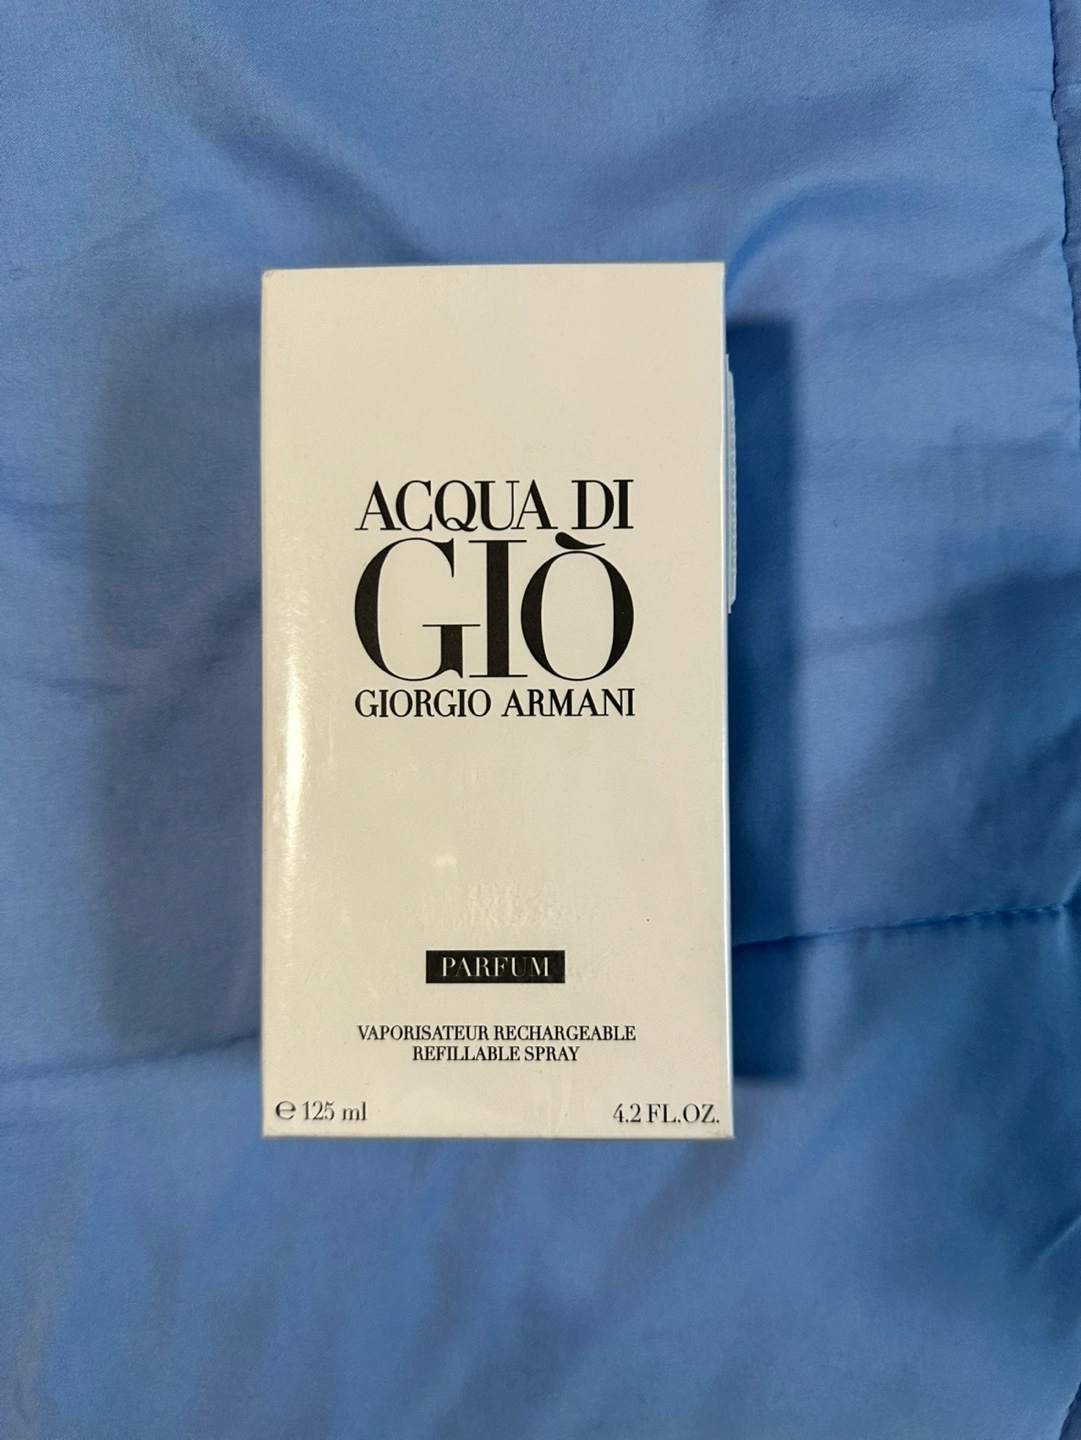 ACQUA DI
GIÒ
GIORGIO ARMANI
PARFUM
VAPORISATEUR RECHARGEABLE
REFILLABLE SPRAY
℮ 125 ml 4.2 FL.OZ.